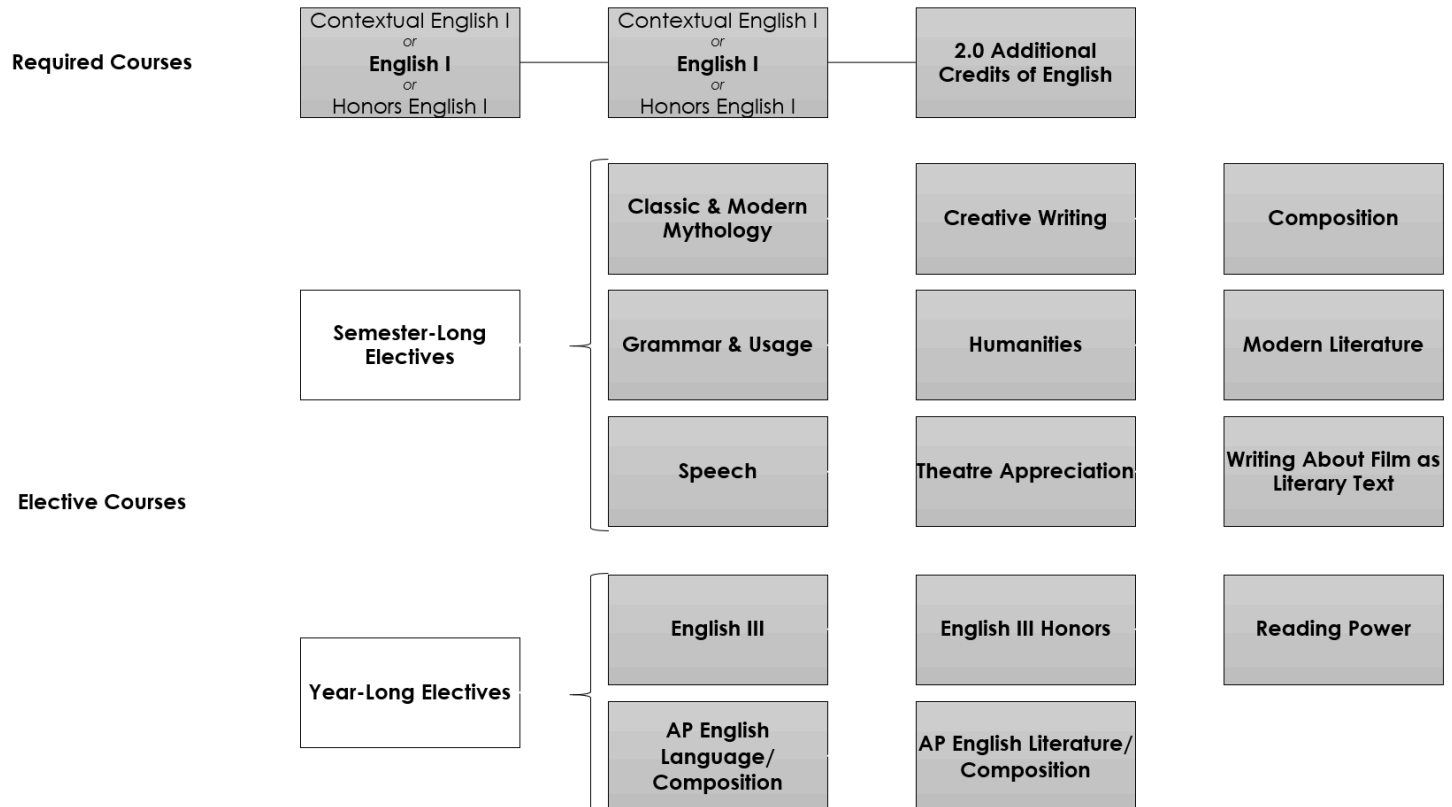 Required Courses
Contextual English I
or
English I
or
Honors English I
Contextual English I
or
English I
or
Honors English I
2.0 Additional
Credits of English
Elective Courses
Semester-Long
Electives
Classic & Modern
Mythology
Creative Writing
Composition
Grammar & Usage
Humanities
Modern Literature
Speech
Theatre Appreciation
Writing About Film as
Literary Text
Year-Long Electives
English III
English III Honors
Reading Power
AP English
Language/
Composition
AP English Literature/
Composition